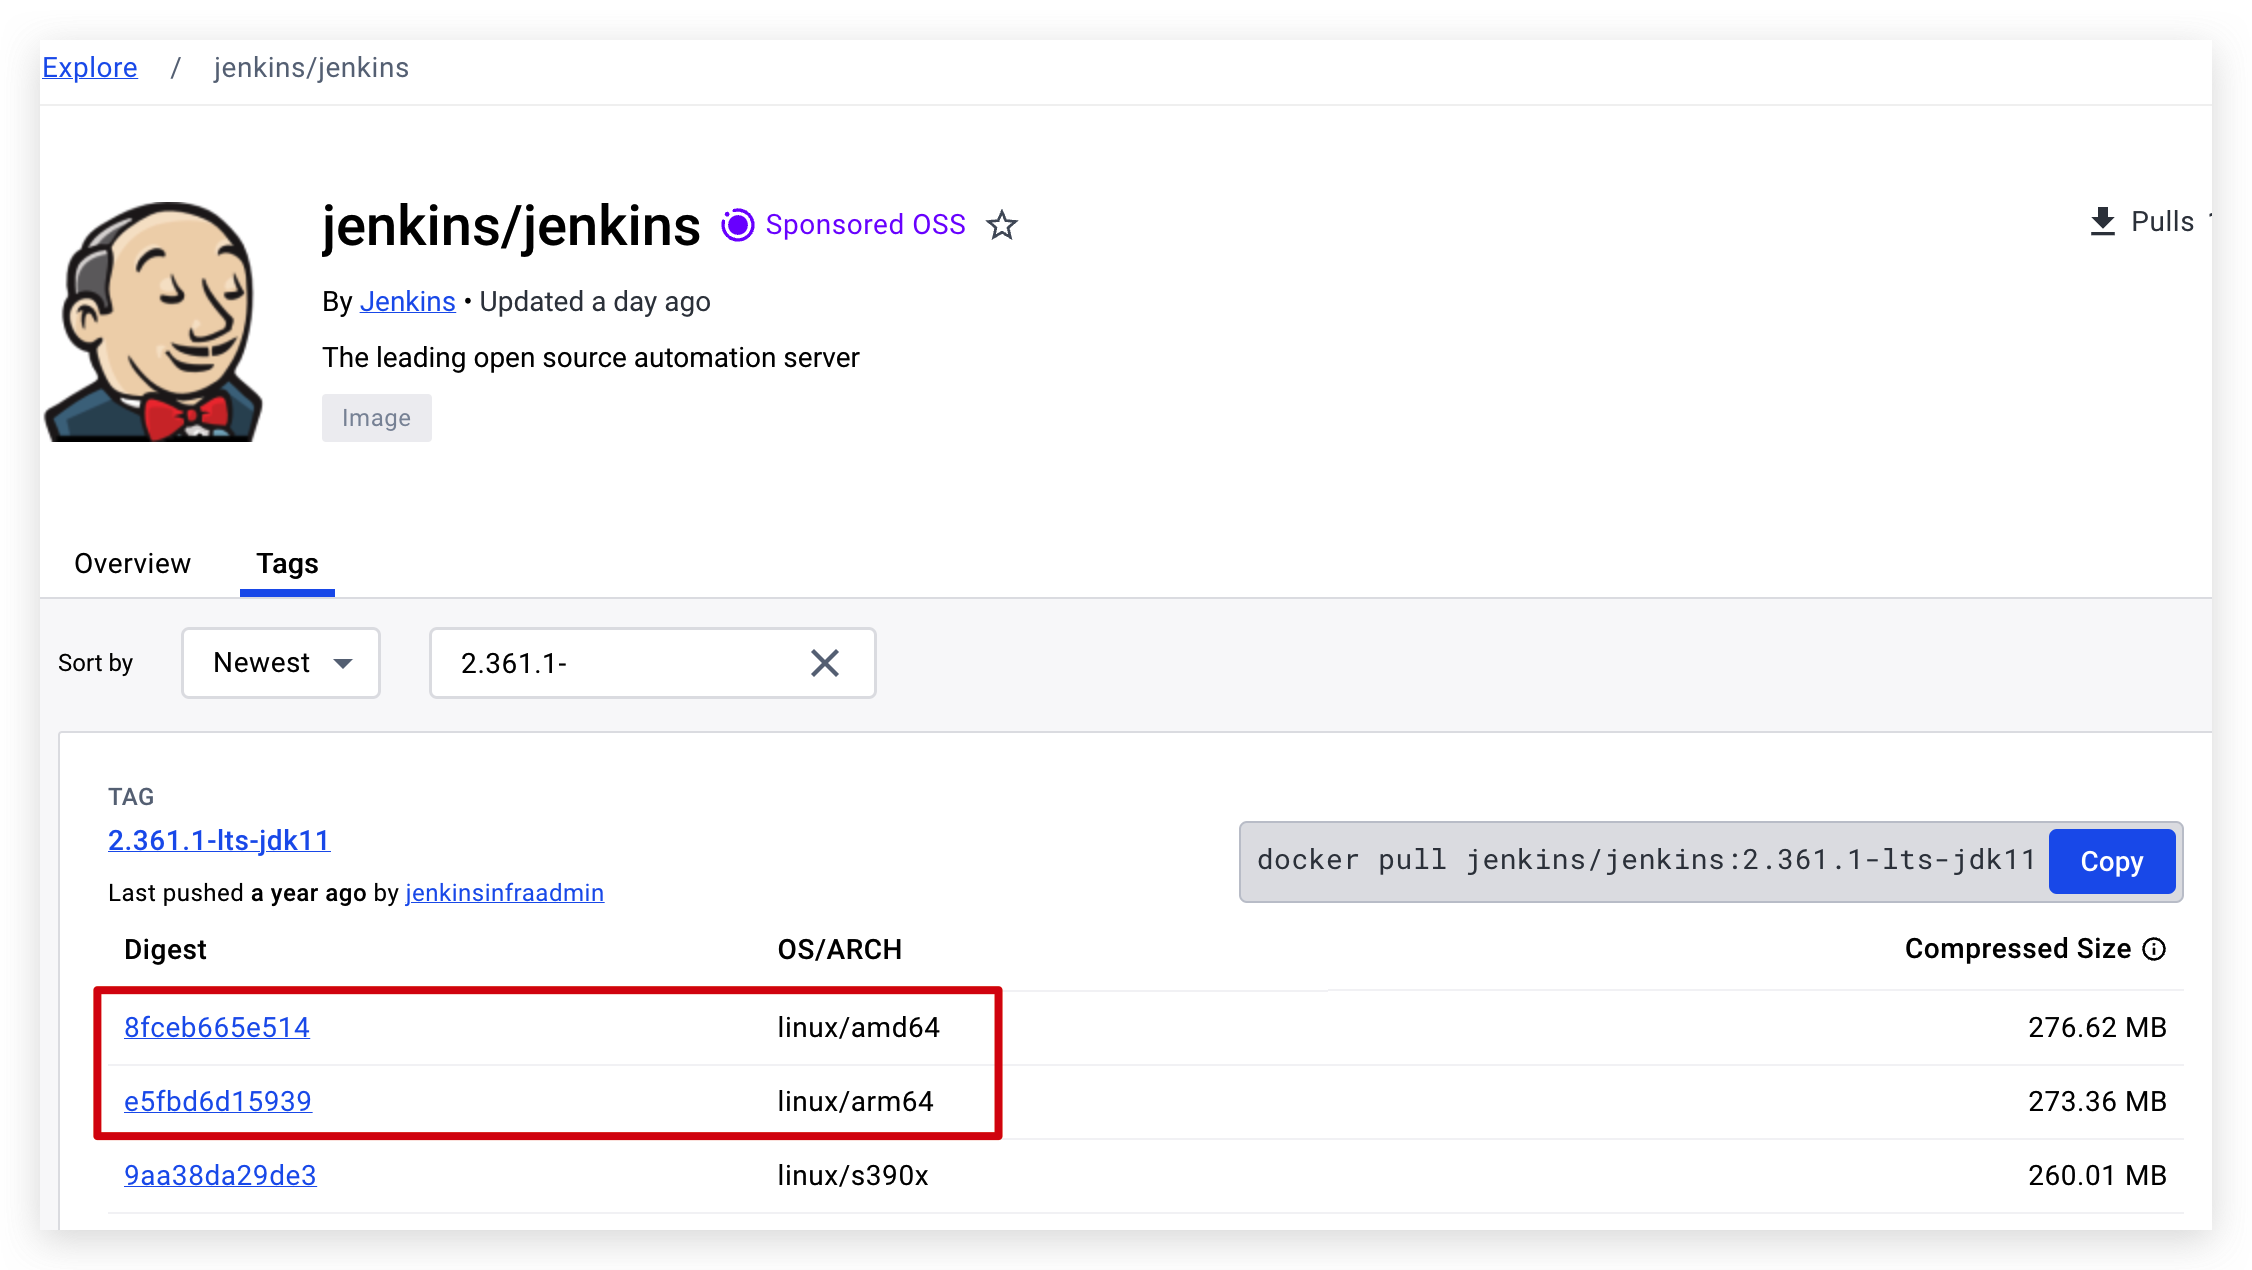 Explore / jenkins/jenkins
jenkins/jenkins Sponsored OSS
Pulls
By Jenkins • Updated a day ago
The leading open source automation server
Image
Overview Tags
Sort by Newest 2.361.1-
TAG
2.361.1-lts-jdk11
docker pull jenkins/jenkins:2.361.1-lts-jdk11 Copy
Last pushed a year ago by jenkinsinfraadmin
Digest OS/ARCH Compressed Size
8fceb665e514 linux/amd64 276.62 MB
e5fbd6d15939 linux/arm64 273.36 MB
9aa38da29de3 linux/s390x 260.01 MB